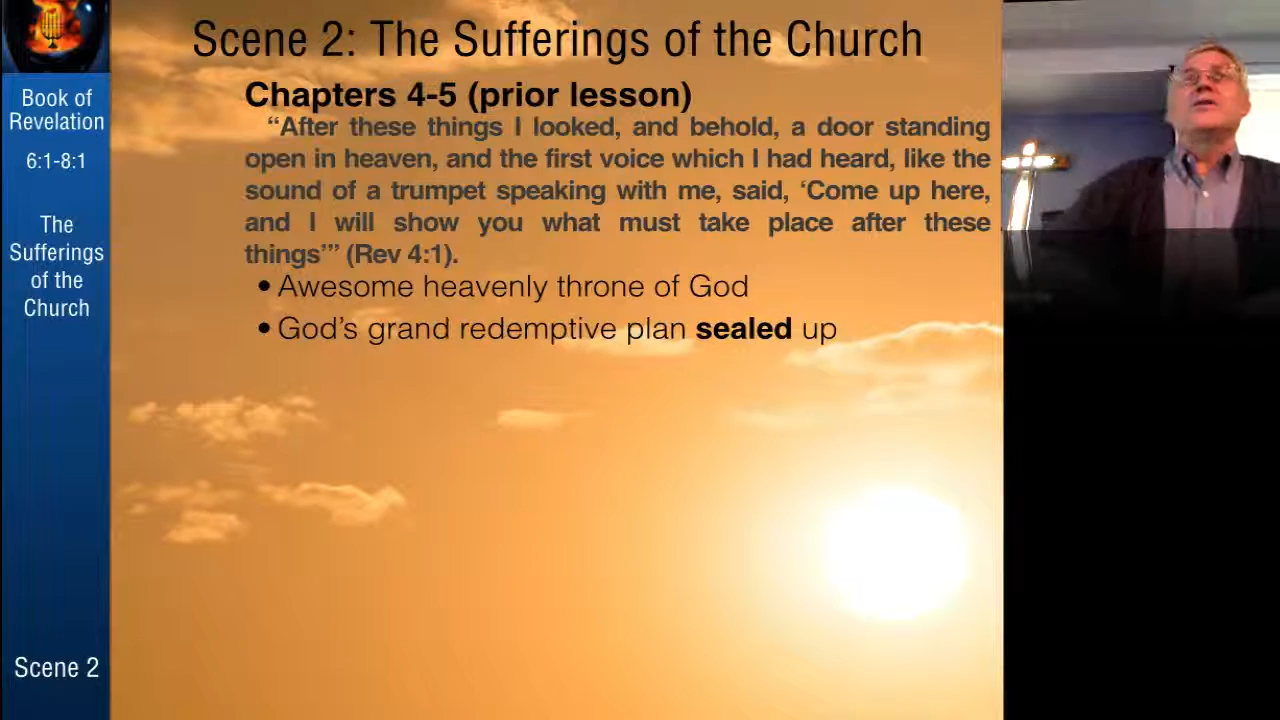 Scene 2: The Sufferings of the Church
Book of
Revelation
6:1-8:1
The
Sufferings
of the
Church
Scene 2
Chapters 4-5 (prior lesson)
“After these things I looked, and behold, a door standing
open in heaven, and the first voice which I had heard, like the
sound of a trumpet speaking with me, said, ‘Come up here,
and I will show you what must take place after these
things’” (Rev 4:1).
• Awesome heavenly throne of God
• God’s grand redemptive plan sealed up